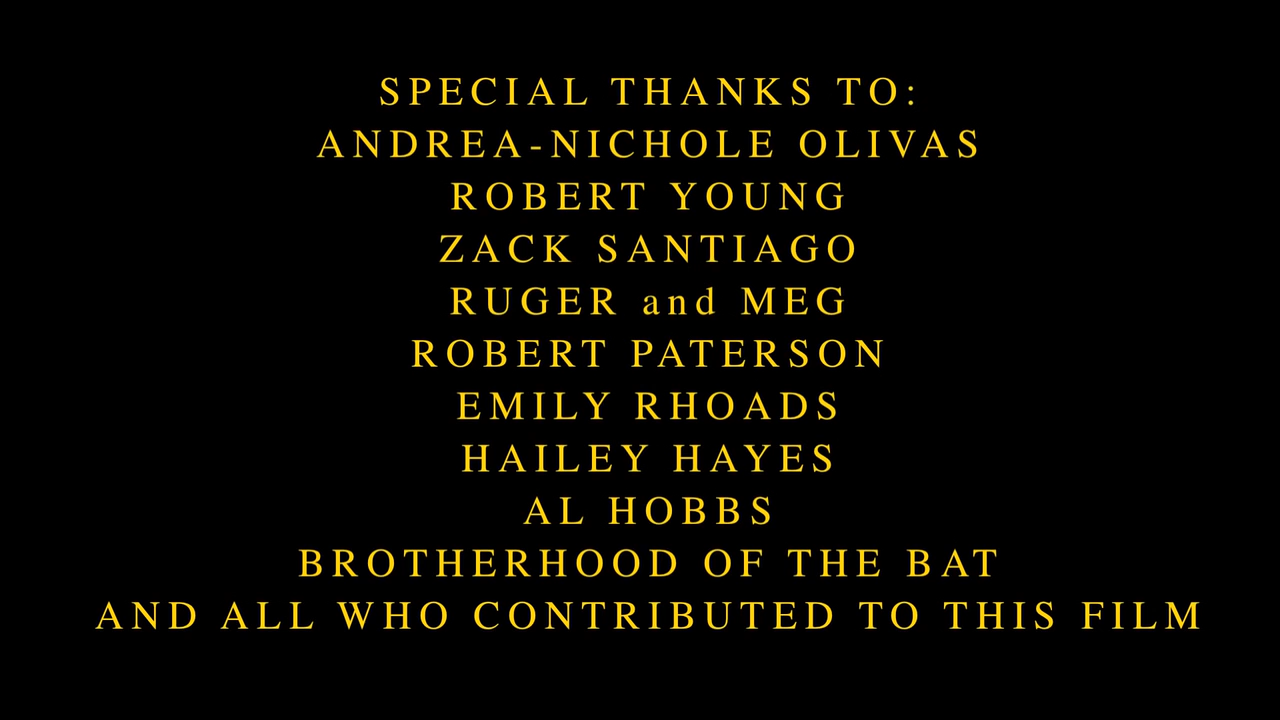 SPECIAL THANKS TO:
ANDREA-NICHOLE OLIVAS
ROBERT YOUNG
ZACK SANTIAGO
RUGER and MEG
ROBERT PATERSON
EMILY RHOADS
HAILEY HAYES
AL HOBBS
BROTHERHOOD OF THE BAT
AND ALL WHO CONTRIBUTED TO THIS FILM